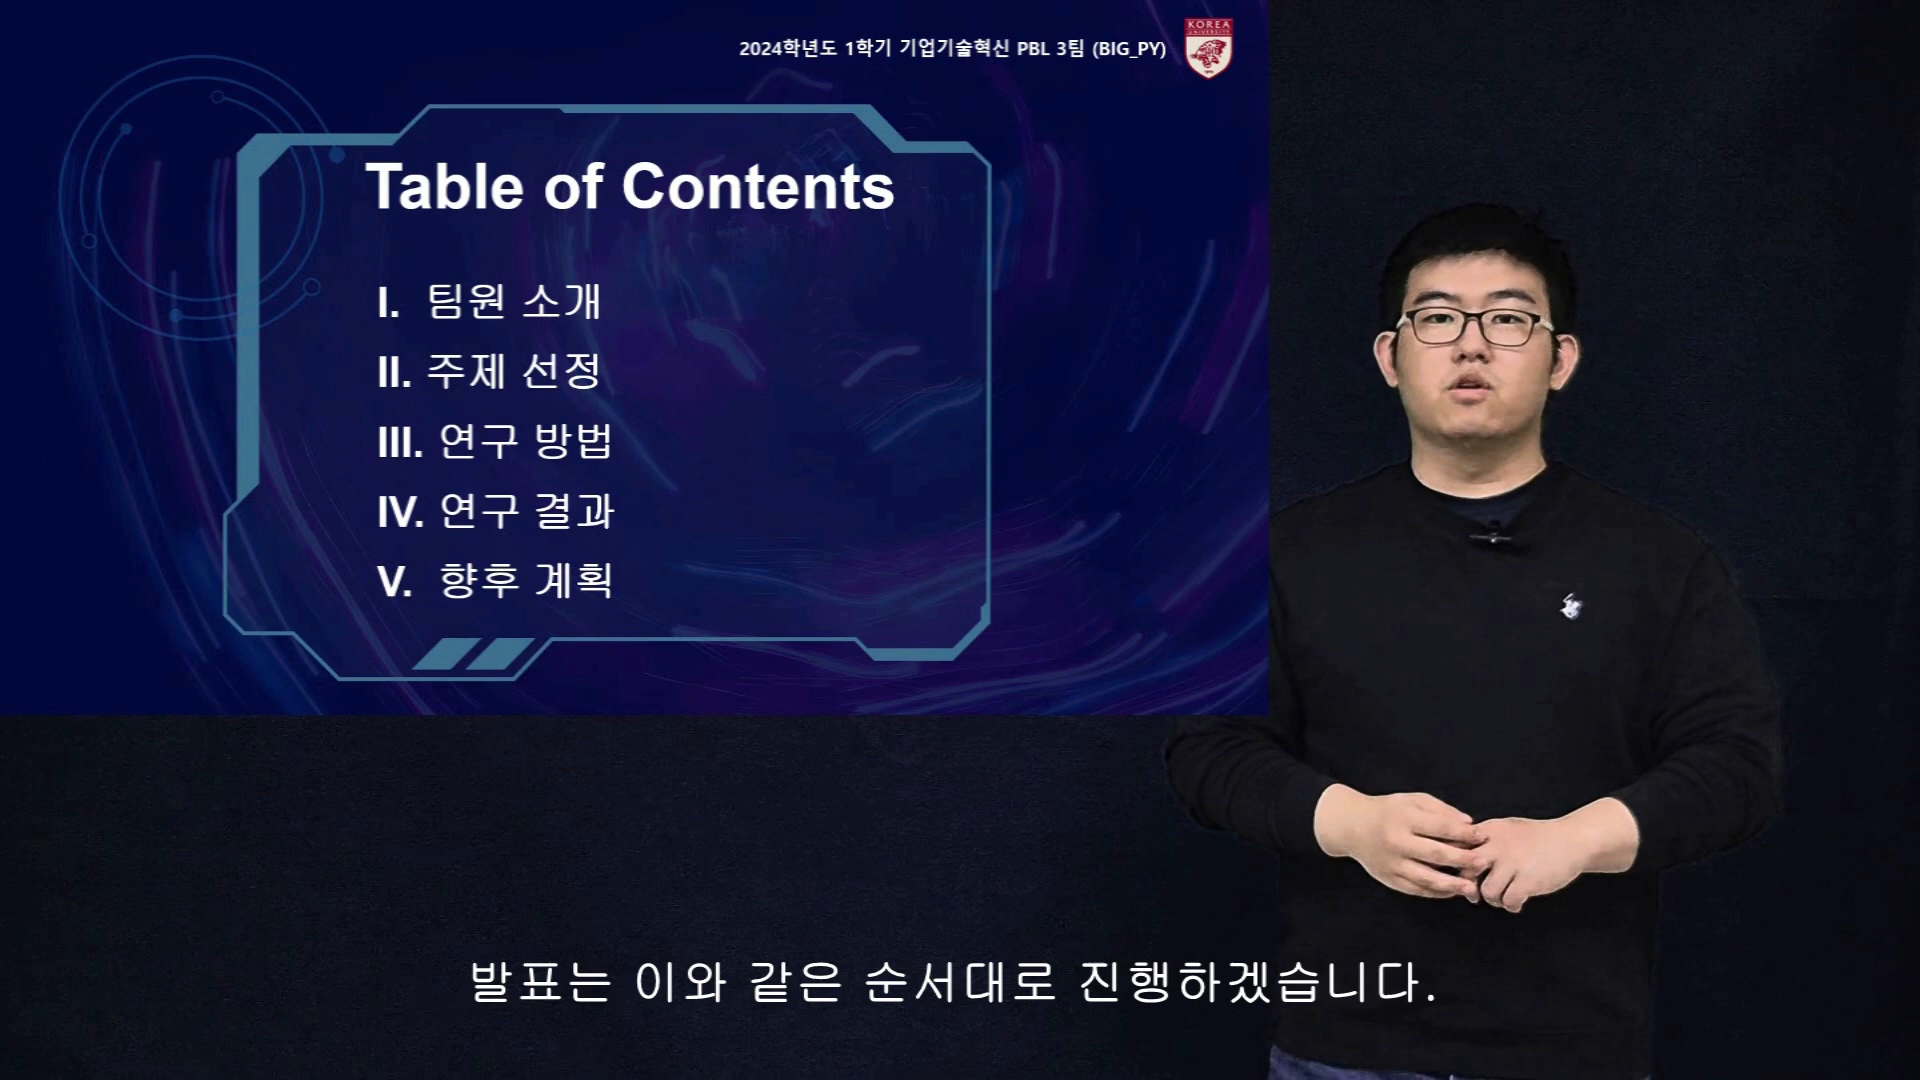 2024학년도 1학기 기업기술혁신 PBL 3팀 (BIG_PY)
KOREA
UNIVERSITY
Table of Contents
I. 팀원 소개
II. 주제 선정
III. 연구 방법
IV. 연구 결과
V. 향후 계획
발표는 이와 같은 순서대로 진행하겠습니다.